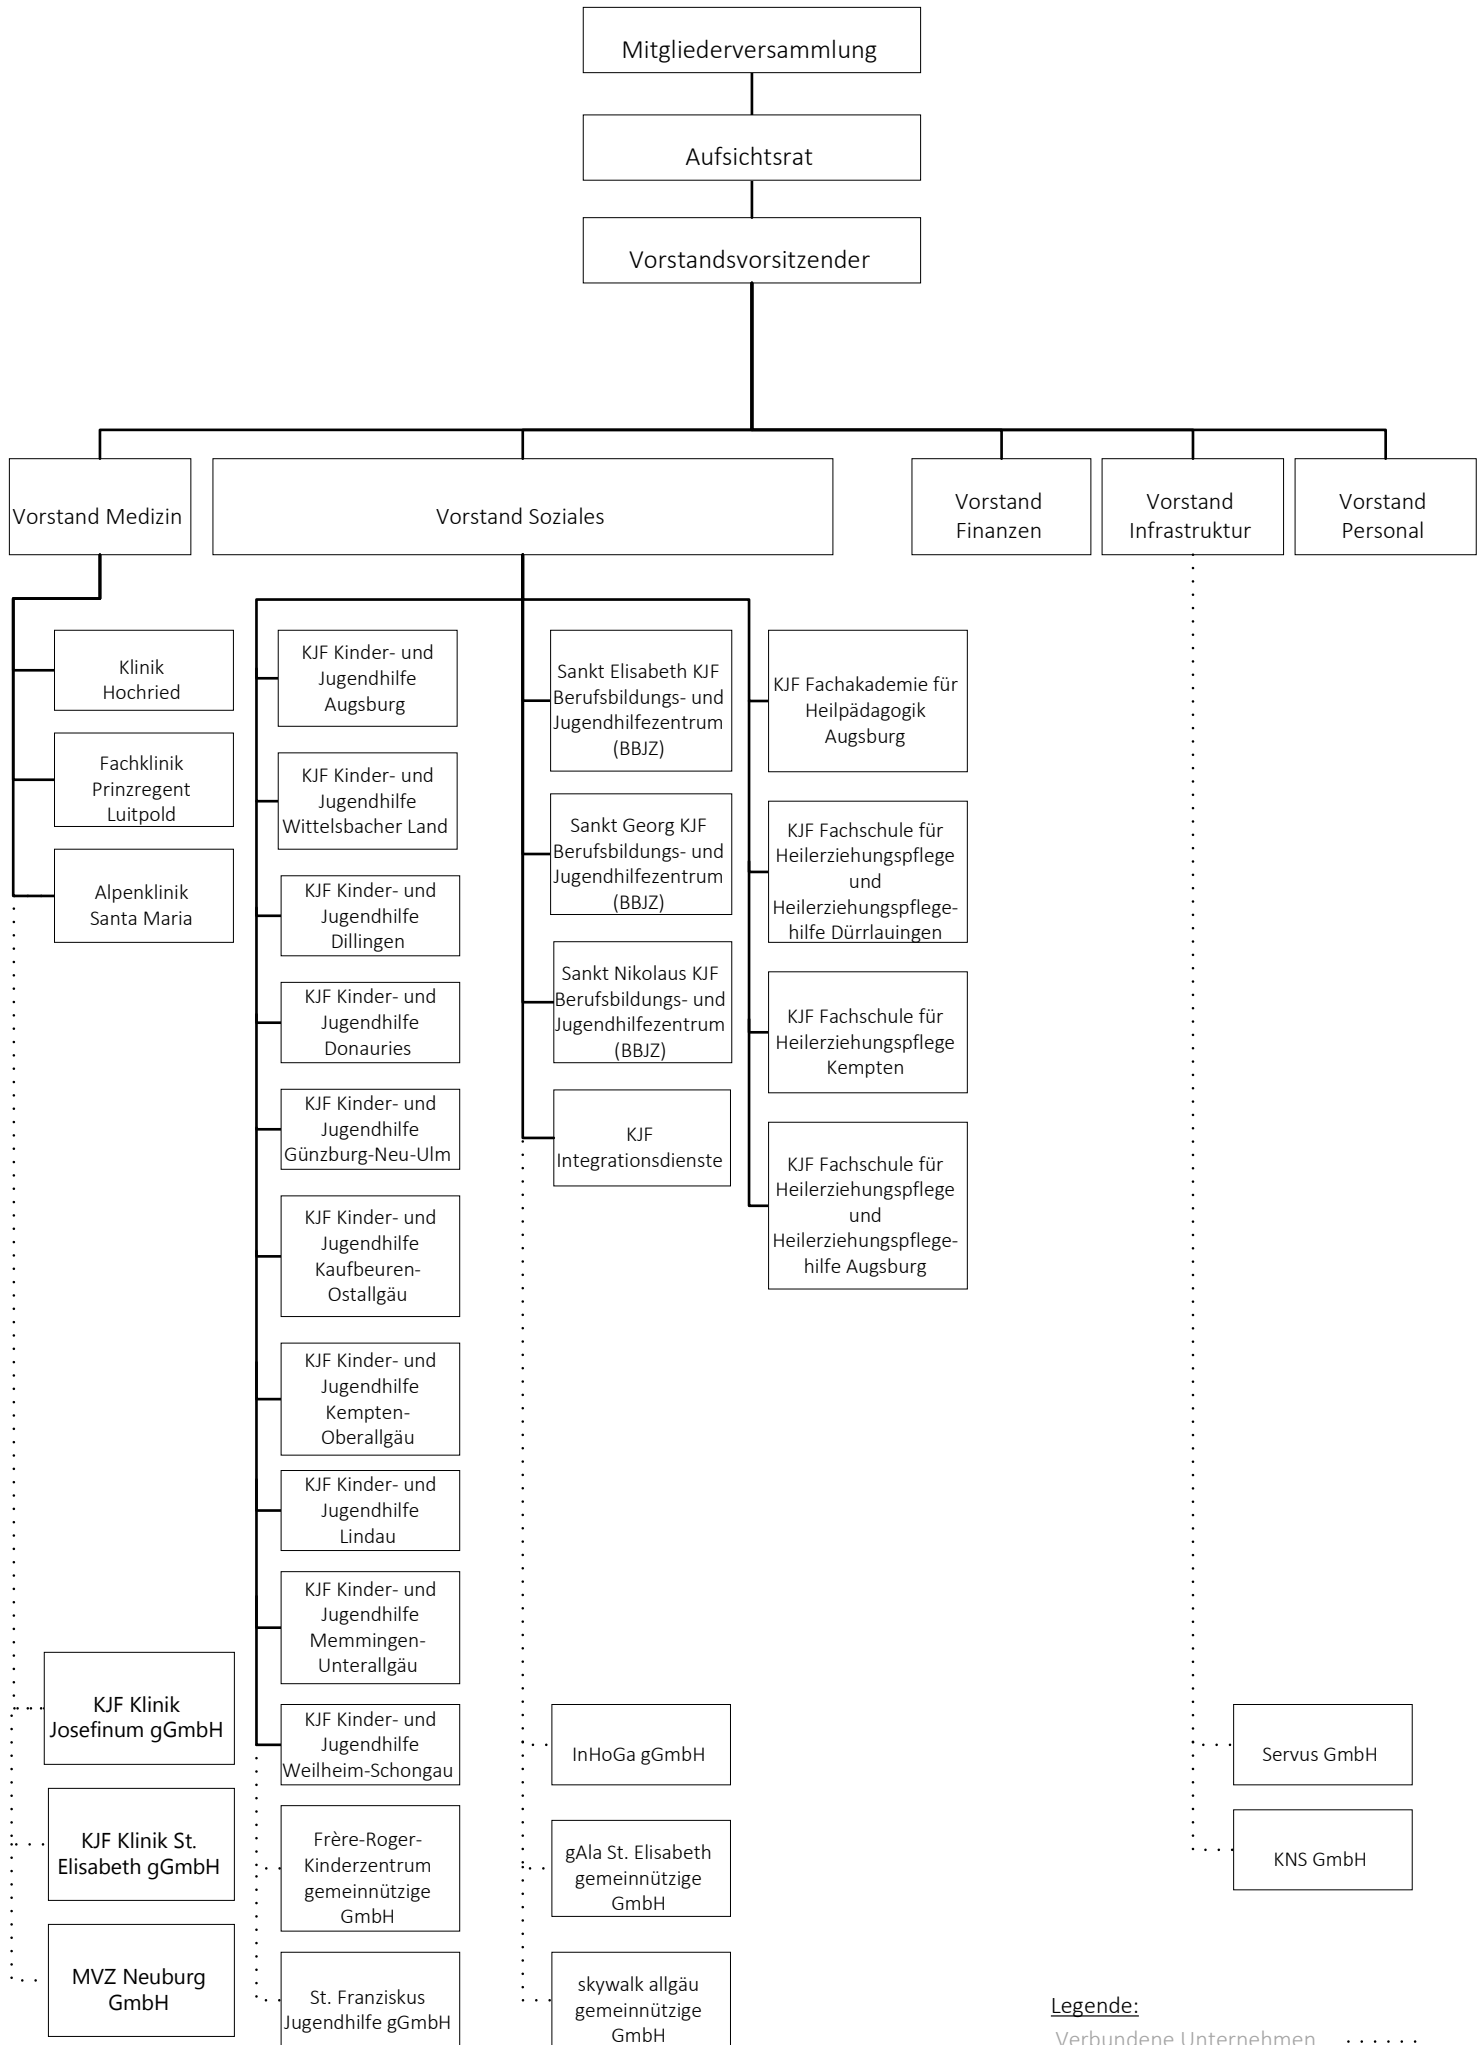 Mitgliederversammlung
Aufsichtsrat
Vorstandsvorsitzender
Vorstand Medizin
Vorstand Soziales
Vorstand
Finanzen
Vorstand
Infrastruktur
Vorstand
Personal
Klinik
Hochried
Fachklinik
Prinzregent
Luitpold
Alpenklinik
Santa Maria
KJF Klinik
Josefinum gGmbH
KJF Klinik St.
Elisabeth gGmbH
MVZ Neuburg
GmbH
KJF Kinder- und
Jugendhilfe
Augsburg
KJF Kinder- und
Jugendhilfe
Wittelsbacher Land
KJF Kinder- und
Jugendhilfe
Dillingen
KJF Kinder- und
Jugendhilfe
Donauries
KJF Kinder- und
Jugendhilfe
Günzburg-Neu-Ulm
KJF Kinder- und
Jugendhilfe
Kaufbeuren-
Ostallgäu
KJF Kinder- und
Jugendhilfe
Kempten-
Oberallgäu
KJF Kinder- und
Jugendhilfe
Lindau
KJF Kinder- und
Jugendhilfe
Memmingen-
Unterallgäu
KJF Kinder- und
Jugendhilfe
Weilheim-Schongau
Frère-Roger-
Kinderzentrum
gemeinnützige
GmbH
St. Franziskus
Jugendhilfe gGmbH
Sankt Elisabeth KJF
Berufsbildungs- und
Jugendhilfezentrum
(BBJZ)
Sankt Georg KJF
Berufsbildungs- und
Jugendhilfezentrum
(BBJZ)
Sankt Nikolaus KJF
Berufsbildungs- und
Jugendhilfezentrum
(BBJZ)
KJF
Integrationsdienste
InHoGa gGmbH
gAla St. Elisabeth
gemeinnützige
GmbH
skywalk allgäu
gemeinnützige
GmbH
KJF Fachakademie für
Heilpädagogik
Augsburg
KJF Fachschule für
Heilerziehungspflege
und
Heilerziehungspflege-
hilfe Dürrlauingen
KJF Fachschule für
Heilerziehungspflege
Kempten
KJF Fachschule für
Heilerziehungspflege
und
Heilerziehungspflege-
hilfe Augsburg
Servus GmbH
KNS GmbH
Legende:
Verbundene Unternehmen